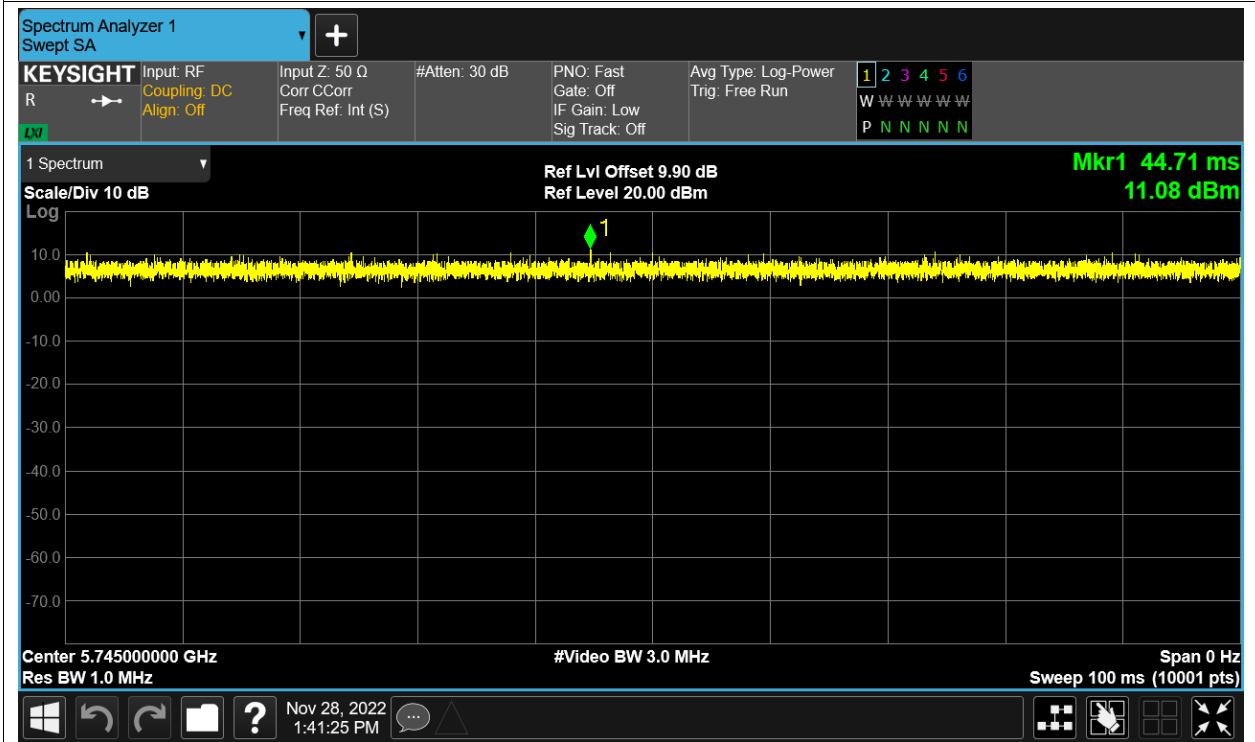 Spectrum Analyzer 1
Swept SA
+
KEYSIGHT
R
LXI
Input: RF
Coupling: DC
Align: Off
Input Z: 50 Ω
Corr CCorr
Freq Ref: Int (S)
#Atten: 30 dB
PNO: Fast
Gate: Off
IF Gain: Low
Sig Track: Off
Avg Type: Log-Power
Trig: Free Run
1 2 3 4 5 6
W W W W W W
P N N N N N
1 Spectrum
Scale/Div 10 dB
Ref Lvl Offset 9.90 dB
Ref Level 20.00 dBm
Mkr1 44.71 ms
11.08 dBm
Log
1
10.0
0.00
-10.0
-20.0
-30.0
-40.0
-50.0
-60.0
-70.0
Center 5.745000000 GHz
Res BW 1.0 MHz
#Video BW 3.0 MHz
Span 0 Hz
Sweep 100 ms (10001 pts)
?
Nov 28, 2022
1:41:25 PM